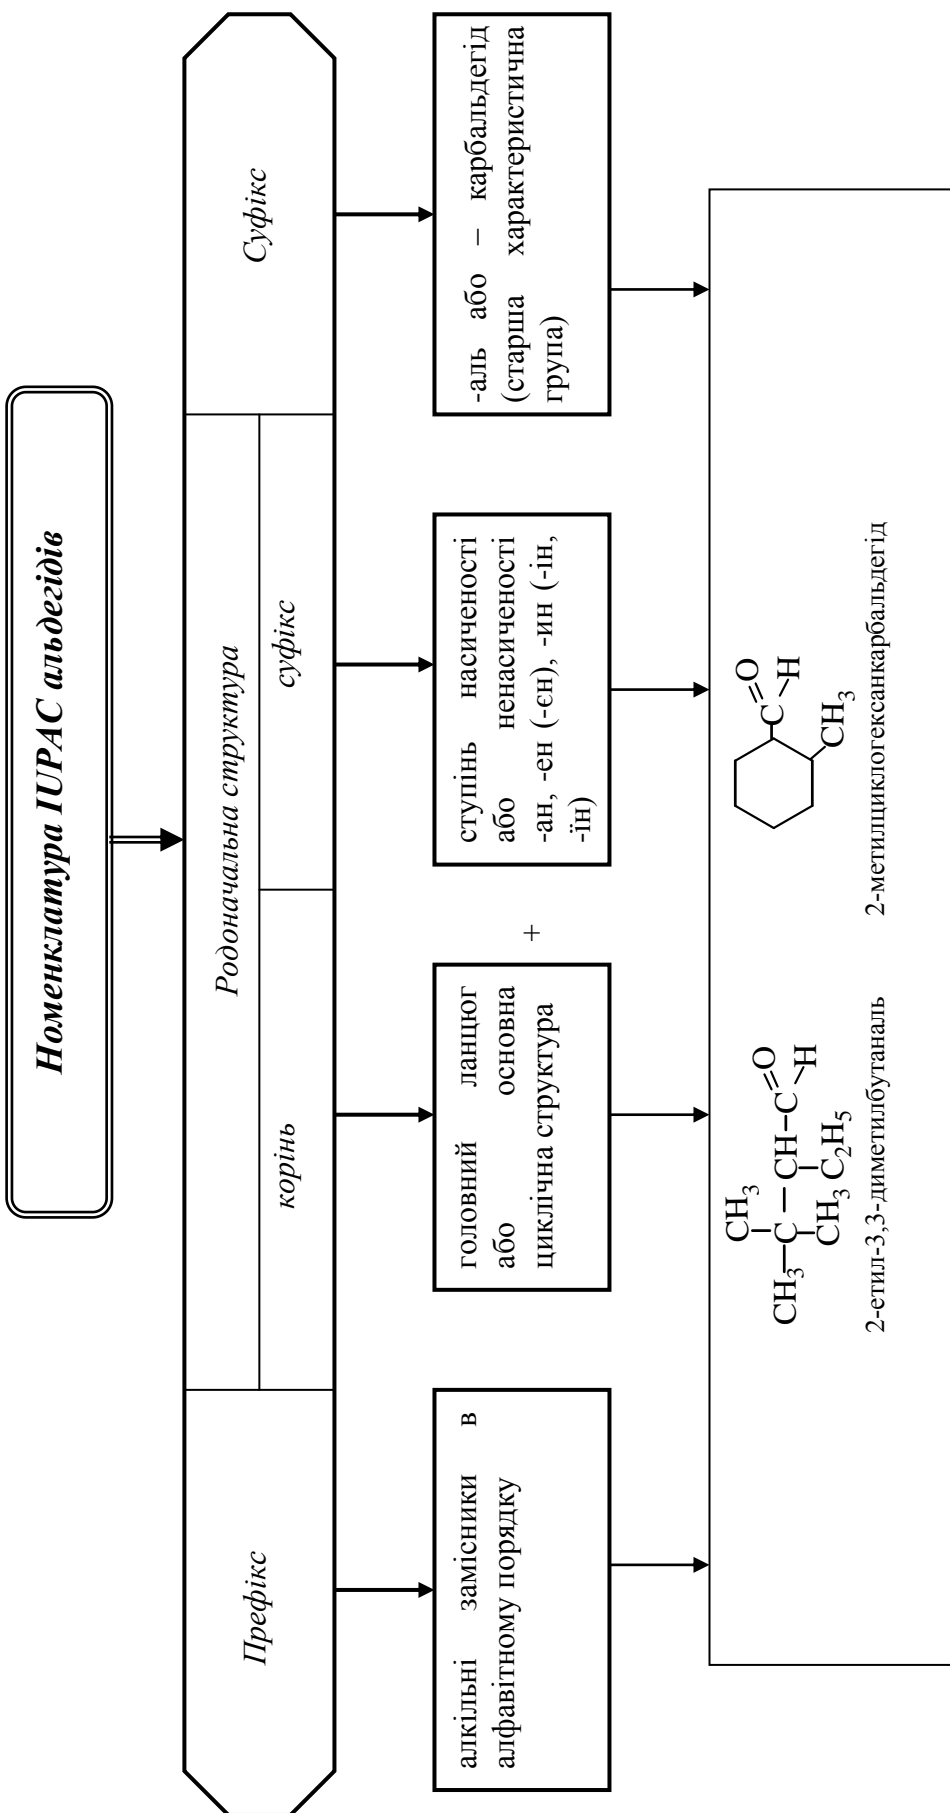 Номенклатура IUPAC альдегідів
Префікс
Родоначальна структура
корінь
суфікс
Суфікс
алкільні замісники в
алфавітному порядку
головний ланцюг
або основна
циклічна структура
+
ступінь насиченості
або ненасиченості
-ан, -ен (-єн), -ин (-ін,
-їн)
-аль або – карбальдегід
(старша характеристична
група)
CH3
CH3 C CH C O
H
CH3 C2H5
2-етил-3,3-диметилбутаналь
C O
H
CH3
2-метилциклогексанкарбальдегід